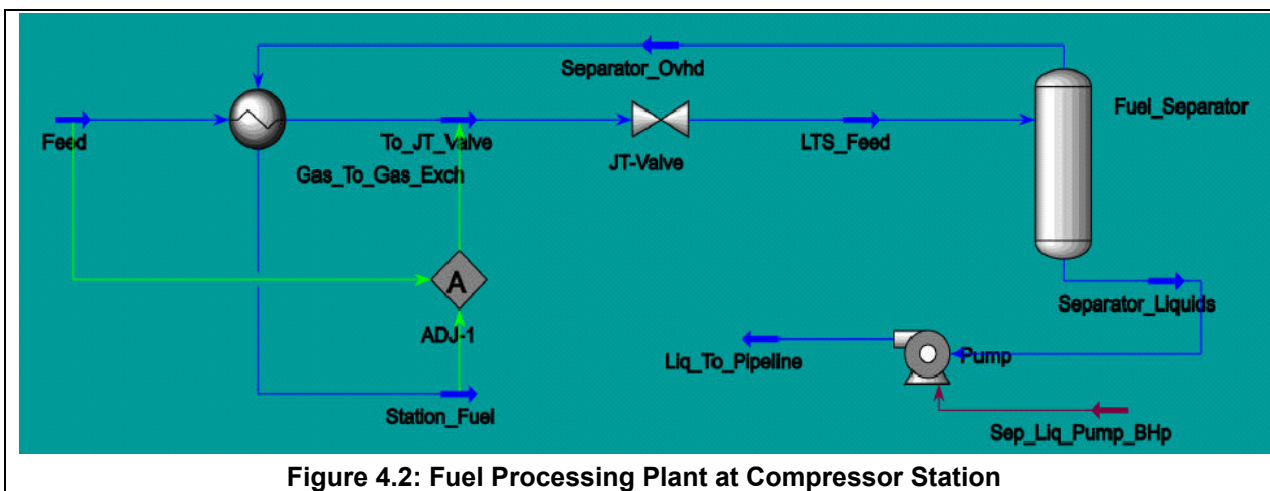 Separator_Ovhd
Fuel_Separator
Feed
To_JT_Valve
LTS_Feed
JT-Valve
Gas_To_Gas_Exch
A
ADJ-1
Separator_Liquids
Liq_To_Pipeline
Pump
Station_Fuel
Sep_Liq_Pump_BHp
Figure 4.2: Fuel Processing Plant at Compressor Station